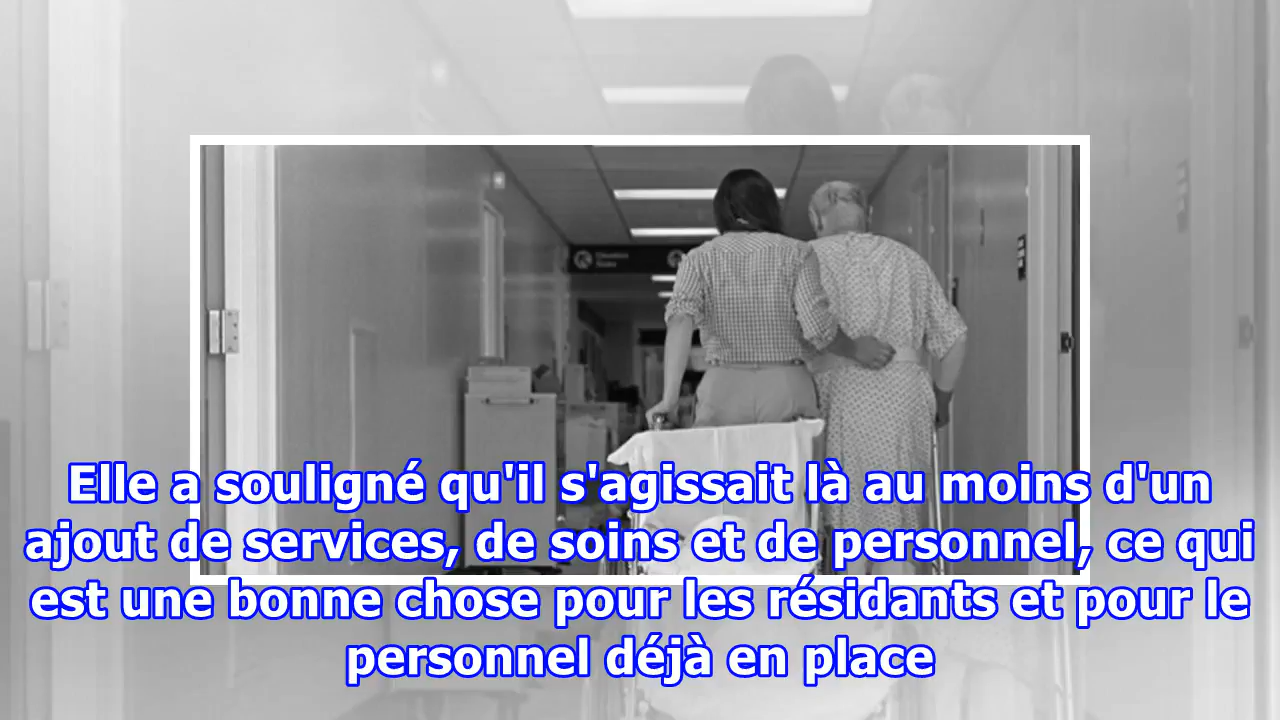 Elle a souligné qu'il s'agissait là au moins d'un
ajout de services, de soins et de personnel, ce qui
est une bonne chose pour les résidants et pour le
personnel déjà en place